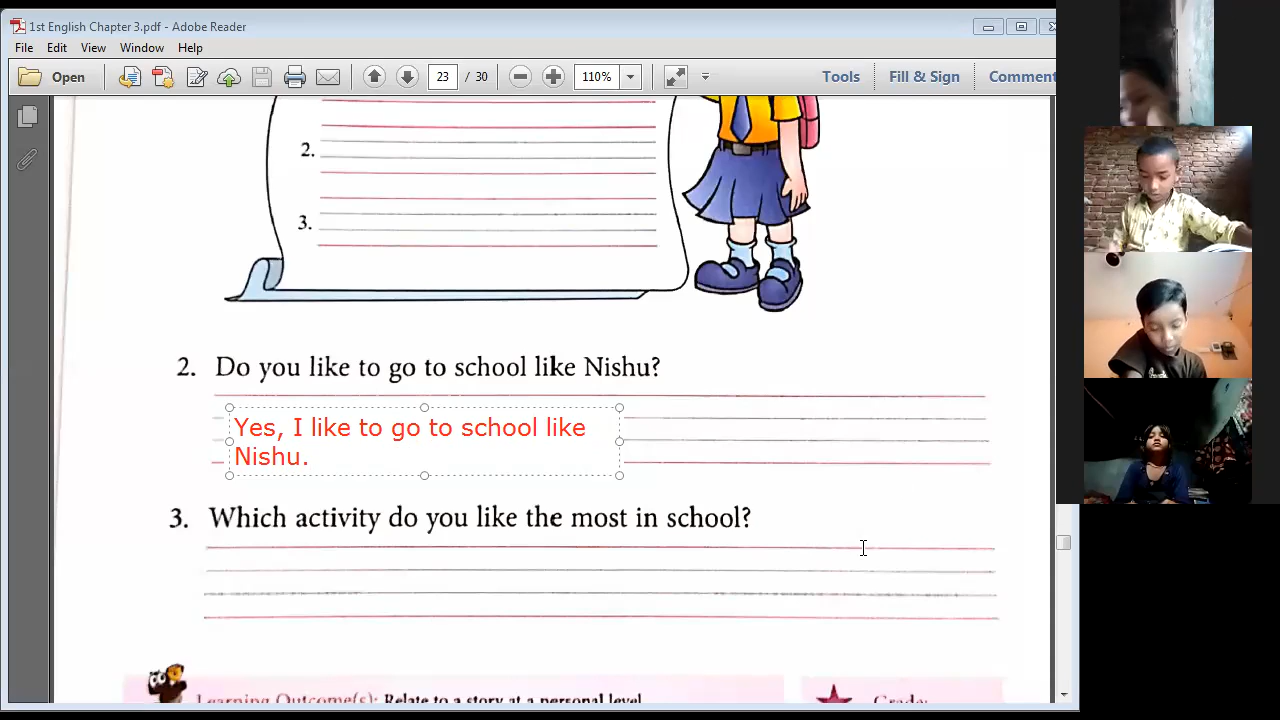 1st English Chapter 3.pdf - Adobe Reader
File Edit View Window Help
Open 23 / 30 110% Tools Fill & Sign Comment
2.
3.
2. Do you like to go to school like Nishu?
Yes, I like to go to school like
Nishu.
3. Which activity do you like the most in school?
Learning Outcome(s): Relate to a story at a personal level
Grade: